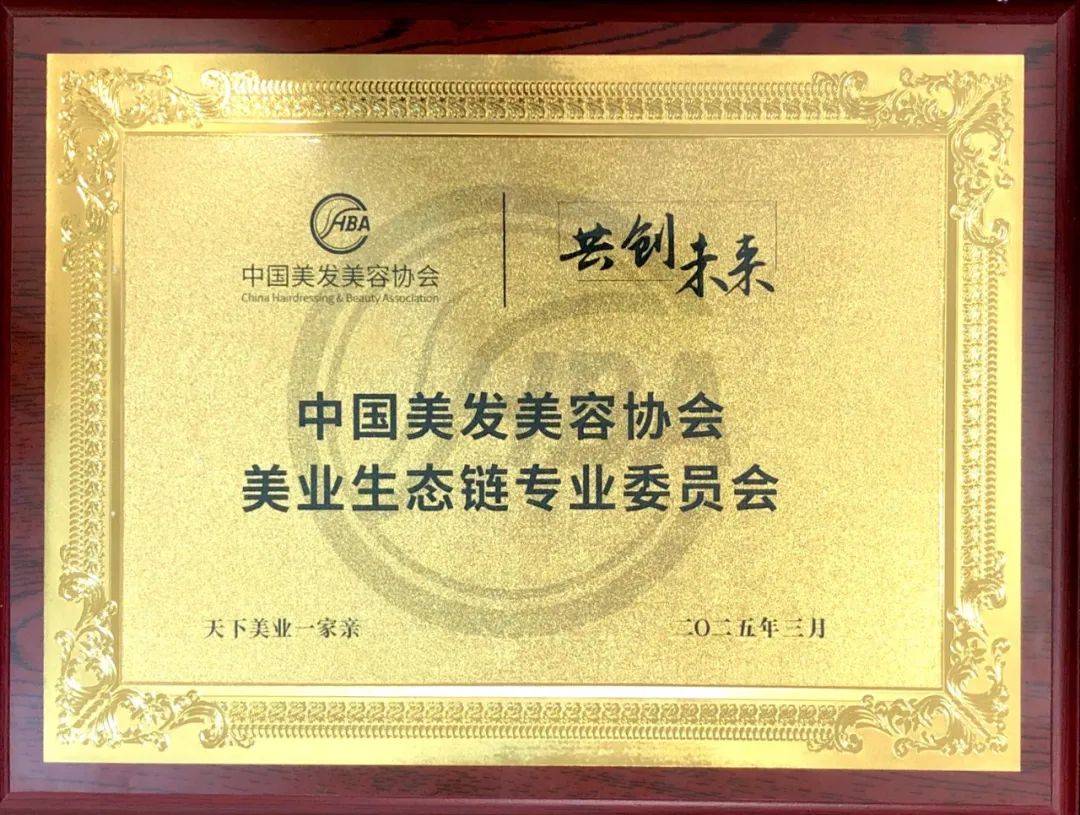 CHBA
中国美发美容协会
China Hairdressing & Beauty Association
共创未来
中国美发美容协会
美业生态链专业委员会
天下美业一家亲
二〇二五年三月